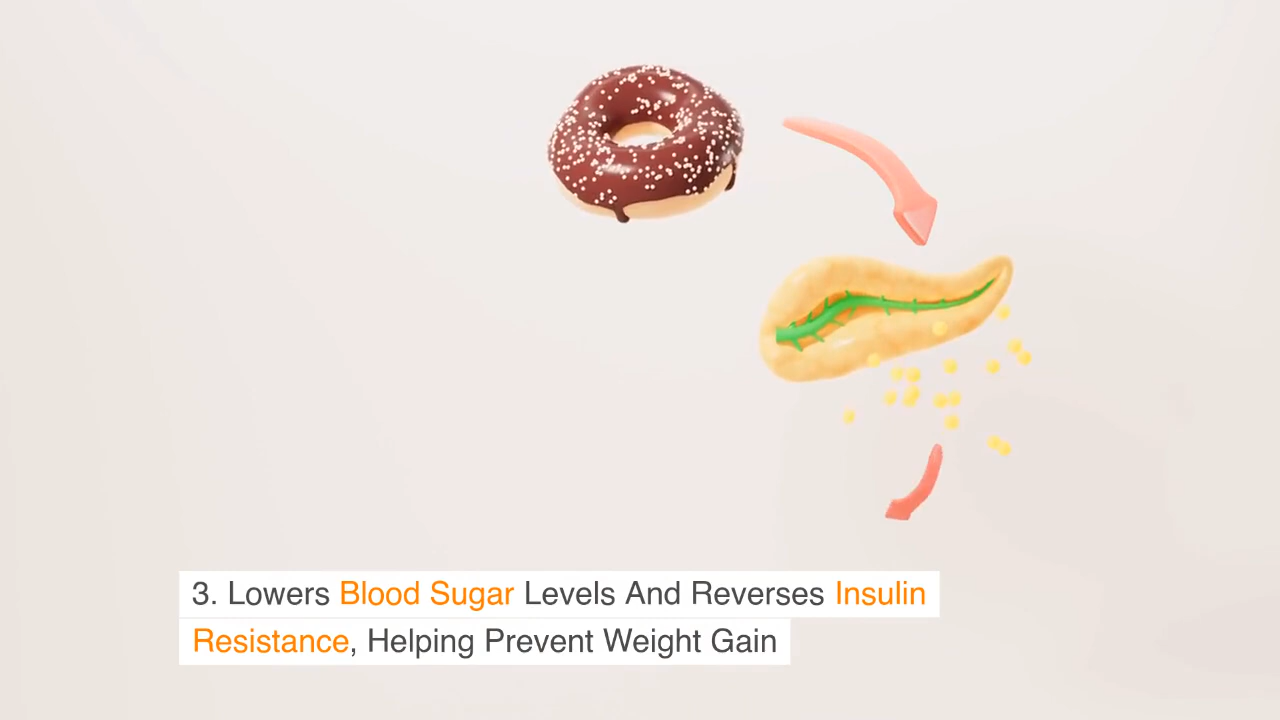 3. Lowers Blood Sugar Levels And Reverses Insulin
Resistance, Helping Prevent Weight Gain